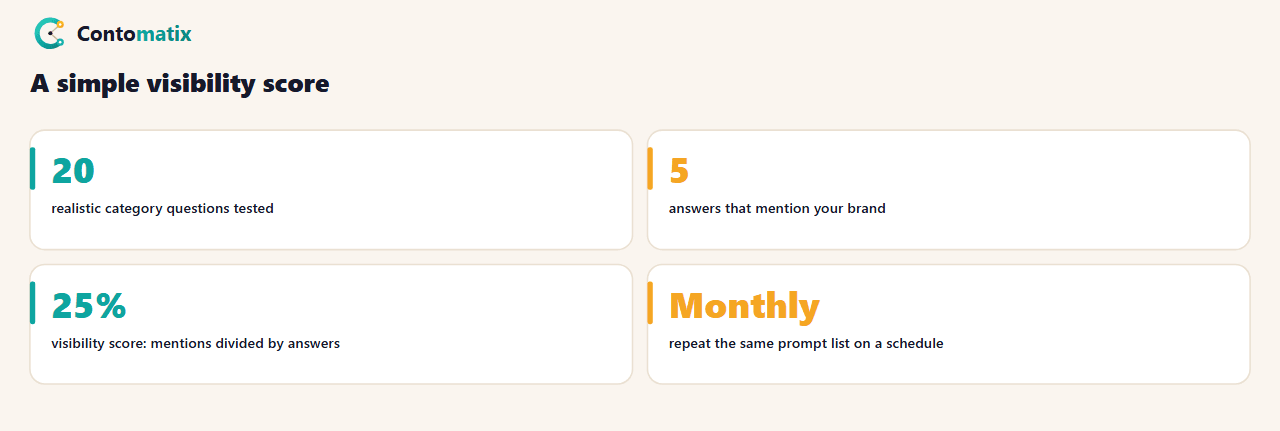 Contomatix
A simple visibility score
20
realistic category questions tested
5
answers that mention your brand
25%
visibility score: mentions divided by answers
Monthly
repeat the same prompt list on a schedule